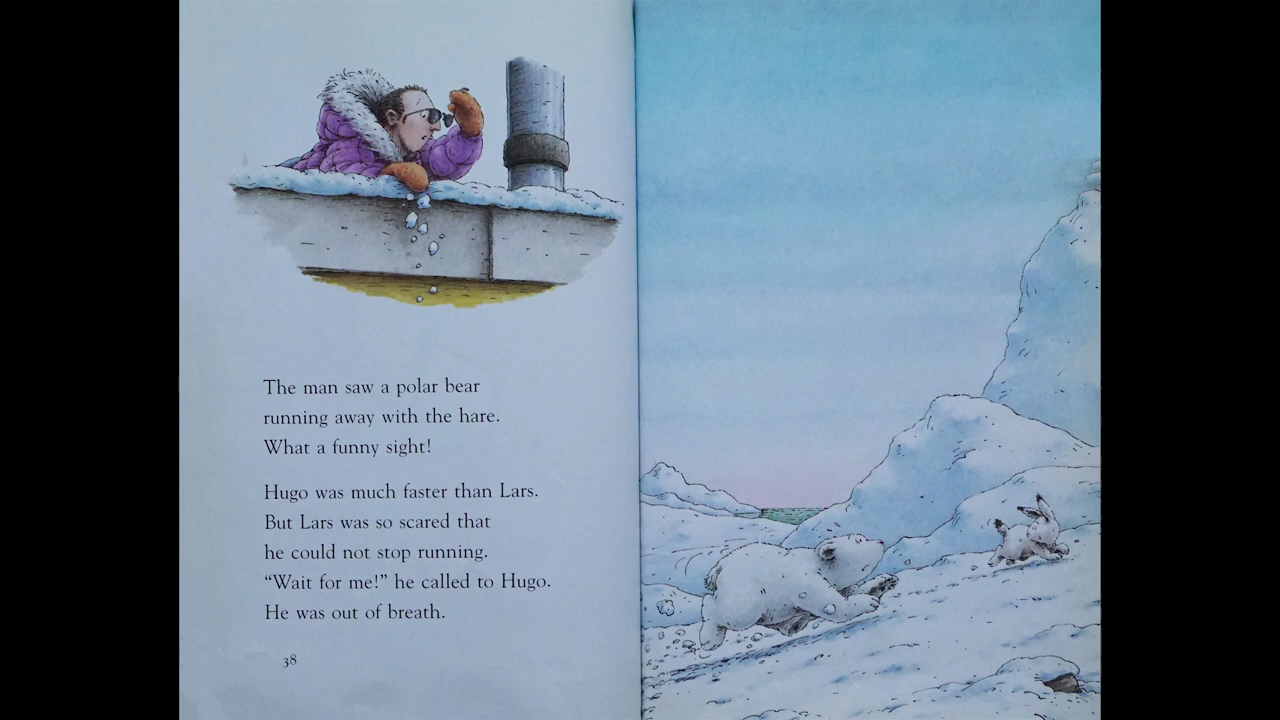 The man saw a polar bear
running away with the hare.
What a funny sight!
Hugo was much faster than Lars.
But Lars was so scared that
he could not stop running.
“Wait for me!” he called to Hugo.
He was out of breath.
38